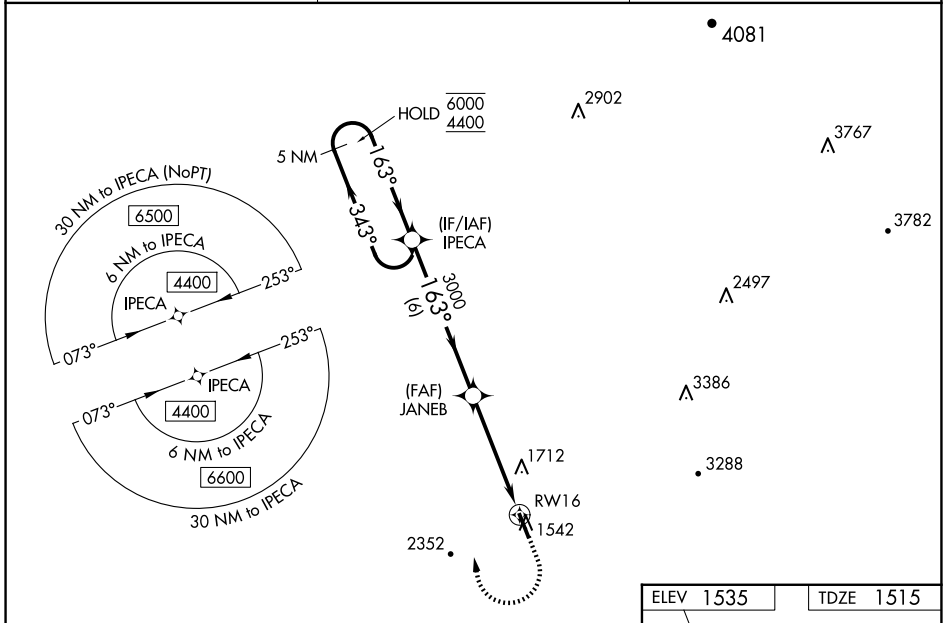 4081
HOLD 6000
4400
2902
3767
5 NM
163°
343°
(IF/IAF)
IPECA
30 NM to IPECA (NoPT)
6500
6 NM to IPECA
4400
IPECA
253°
073°
3782
3000
163°
(6)
2497
253°
IPECA
073°
4400
6 NM to IPECA
6600
30 NM to IPECA
(FAF)
JANEB
3386
1712
3288
RW16
1542
2352
ELEV 1535
TDZE 1515